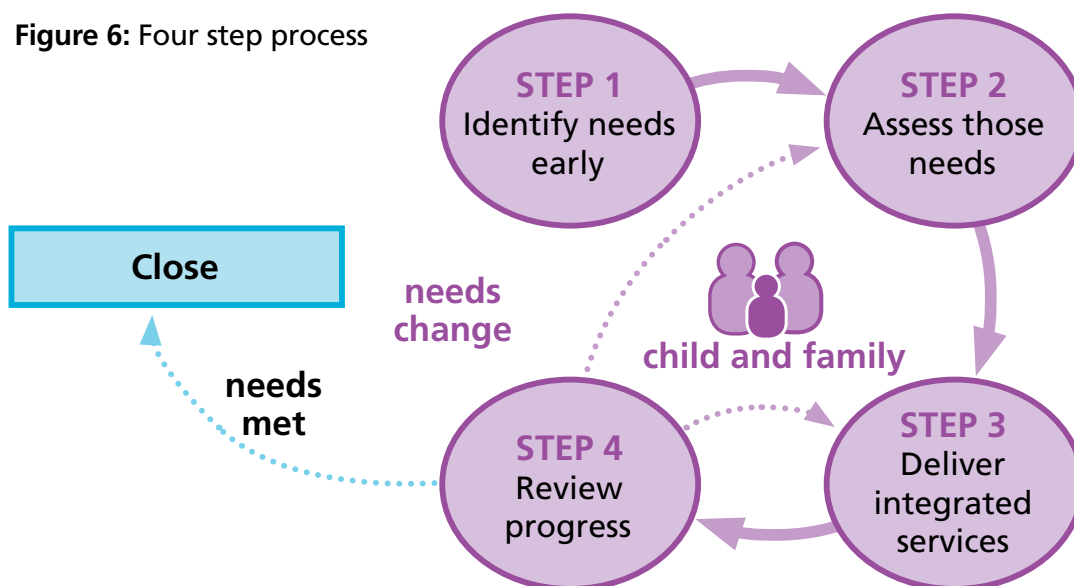 Figure 6: Four step process
STEP 1
Identify needs
early
STEP 2
Assess those
needs
Close
needs
change
child and family
needs
met
STEP 3
Deliver
integrated
services
STEP 4
Review
progress